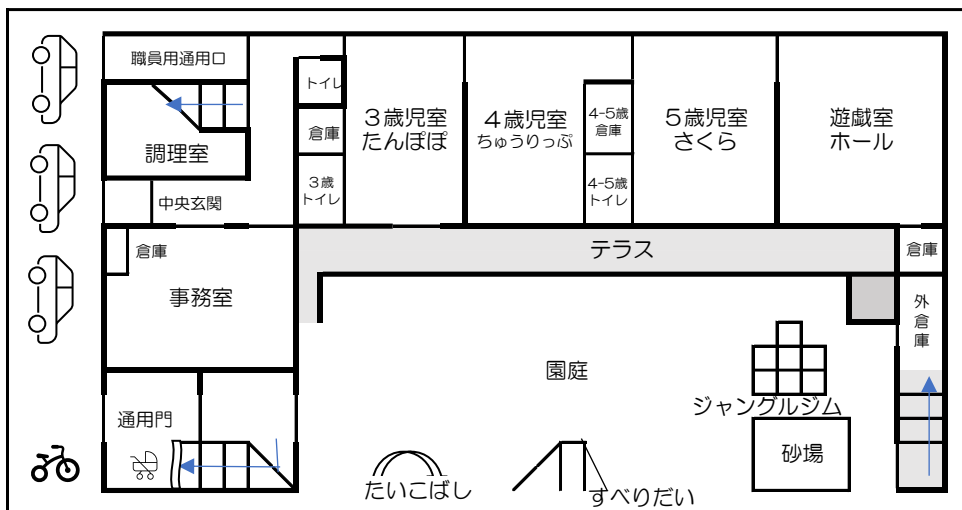 職員用通用口
トイレ
3歳児室
たんぽぽ
4歳児室
ちゅうりっぷ
4-5歳
倉庫
5歳児室
さくら
遊戯室
ホール
倉庫
調理室
3歳
トイレ
4-5歳
トイレ
中央玄関
倉庫
テラス
倉庫
事務室
外
倉
庫
園庭
ジャングルジム
通用門
砂場
たいこばし
すべりだい